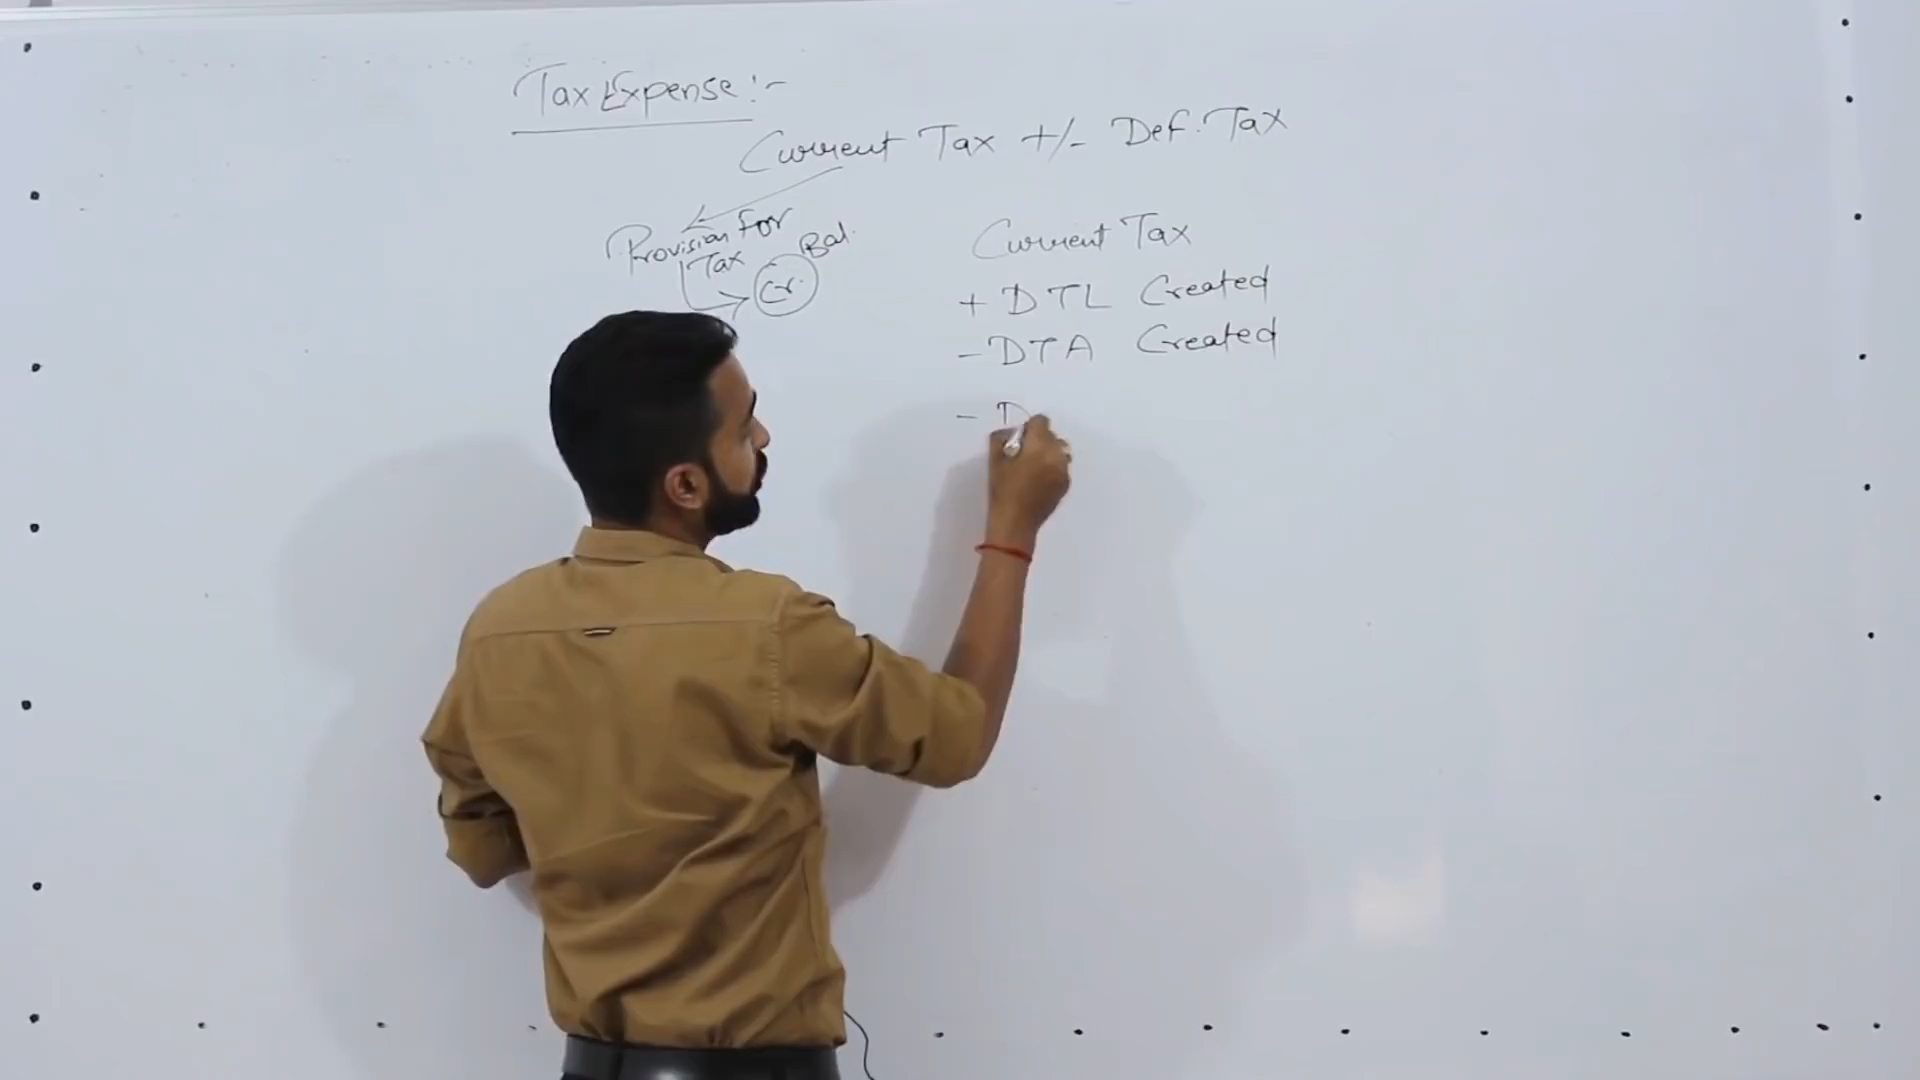 Tax Expense :-
Current Tax +/- Def. Tax
Provision For
Tax
Cr.
Bal.
Current Tax
+ DTL Created
- DTA Created
- D